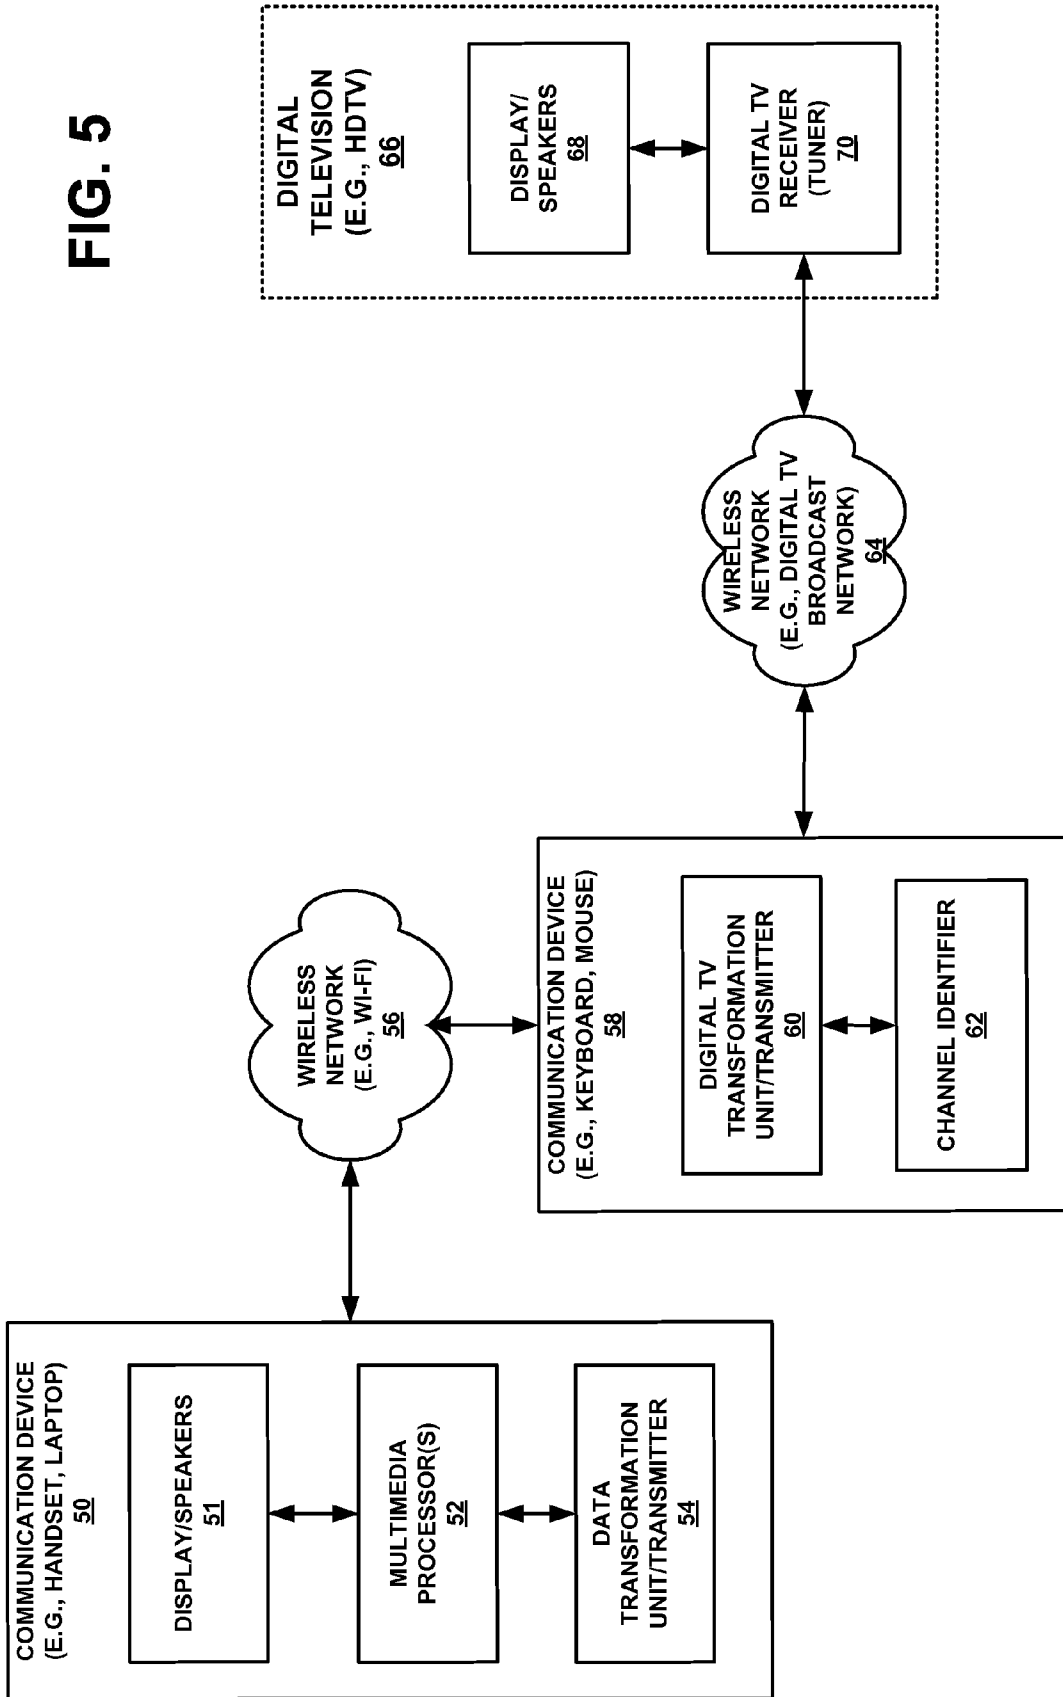 COMMUNICATION DEVICE
(E.G., HANDSET, LAPTOP)
50
DISPLAY/SPEAKERS
51
MULTIMEDIA
PROCESSOR(S)
52
DATA
TRANSFORMATION
UNIT/TRANSMITTER
54
WIRELESS
NETWORK
(E.G., WI-FI)
56
COMMUNICATION DEVICE
(E.G., KEYBOARD, MOUSE)
58
DIGITAL TV
TRANSFORMATION
UNIT/TRANSMITTER
60
CHANNEL IDENTIFIER
62
WIRELESS
NETWORK
(E.G., DIGITAL TV
BROADCAST
NETWORK)
64
DIGITAL
TELEVISION
(E.G., HDTV)
66
DISPLAY/
SPEAKERS
68
DIGITAL TV
RECEIVER
(TUNER)
70
FIG. 5